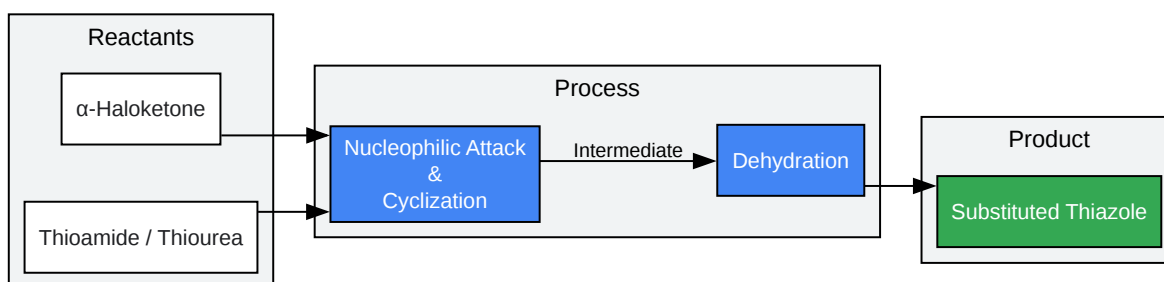 Reactants
α-Haloketone
Thioamide / Thiourea
Process
Nucleophilic Attack
&
Cyclization
Intermediate
Dehydration
Product
Substituted Thiazole